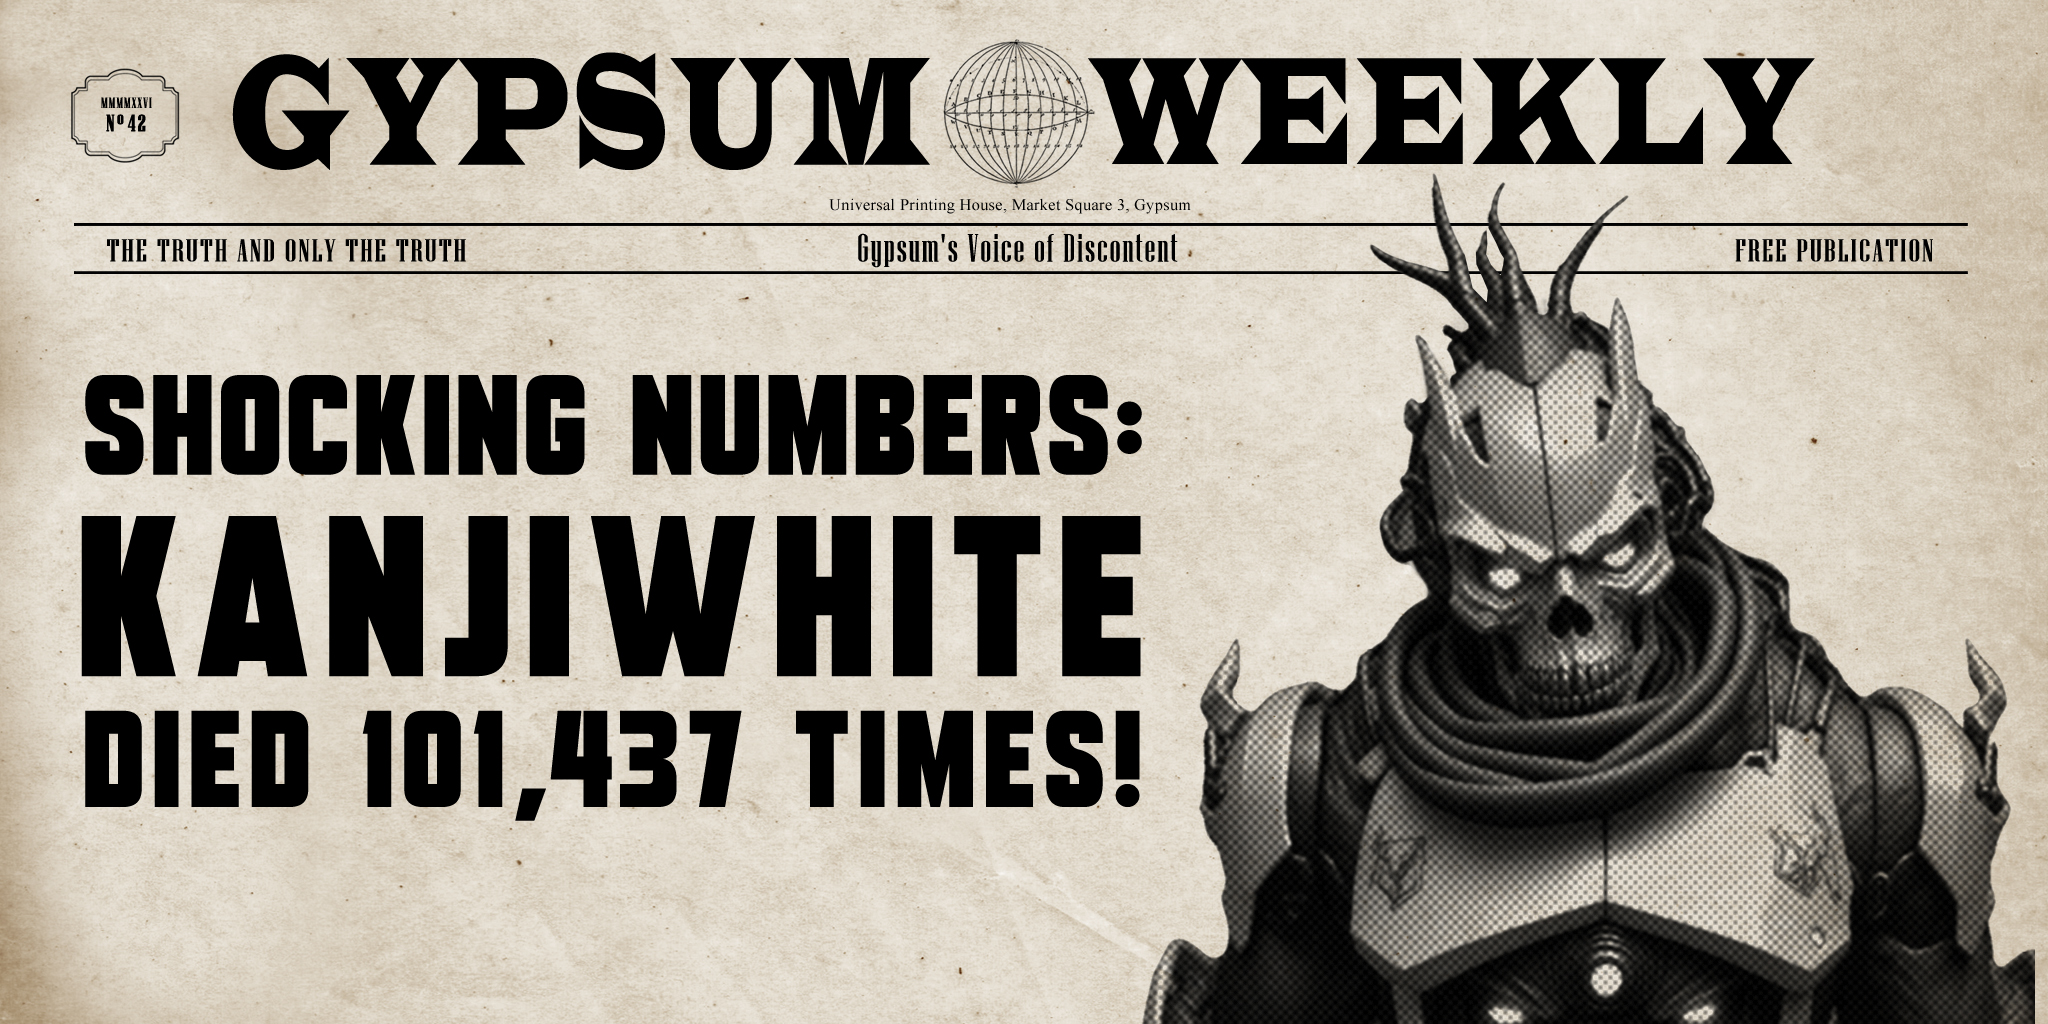 MMMMXXVI
Nº 42
GYPSUM WEEKLY
Universal Printing House, Market Square 3, Gypsum
THE TRUTH AND ONLY THE TRUTH
Gypsum's Voice of Discontent
FREE PUBLICATION
SHOCKING NUMBERS:
KANJIWHITE
DIED 101,437 TIMES!